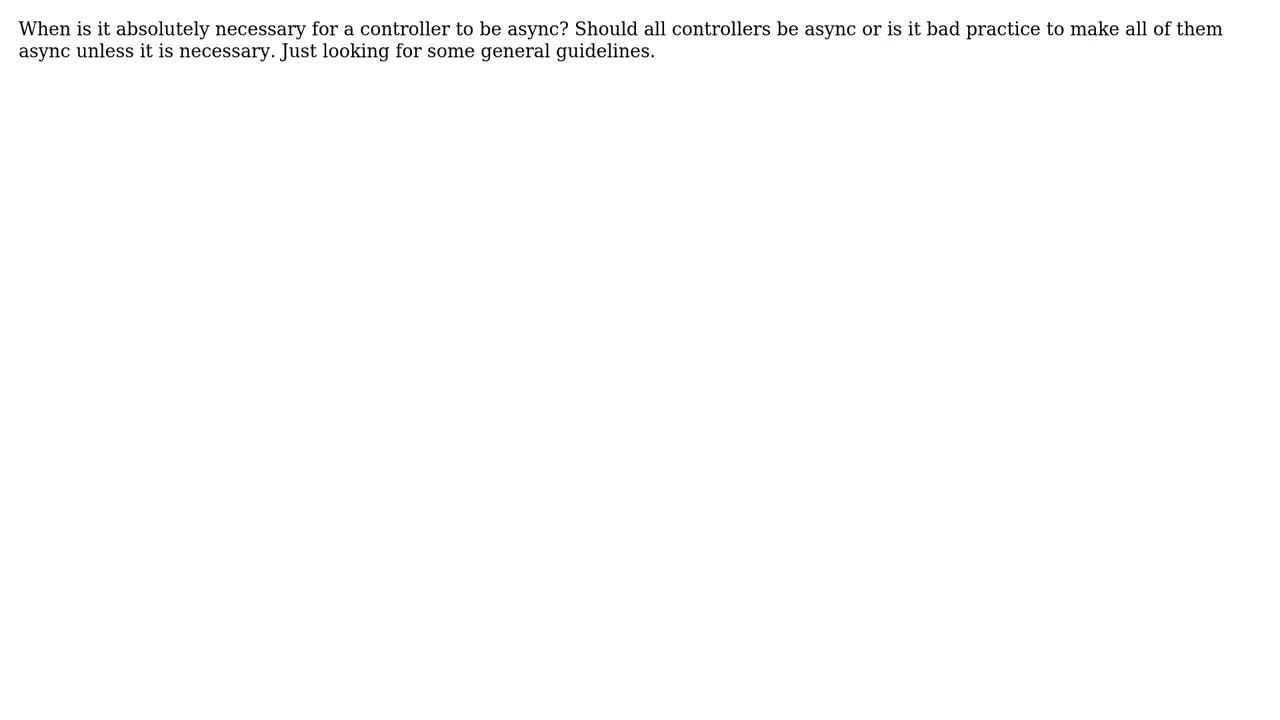 When is it absolutely necessary for a controller to be async? Should all controllers be async or is it bad practice to make all of them
async unless it is necessary. Just looking for some general guidelines.